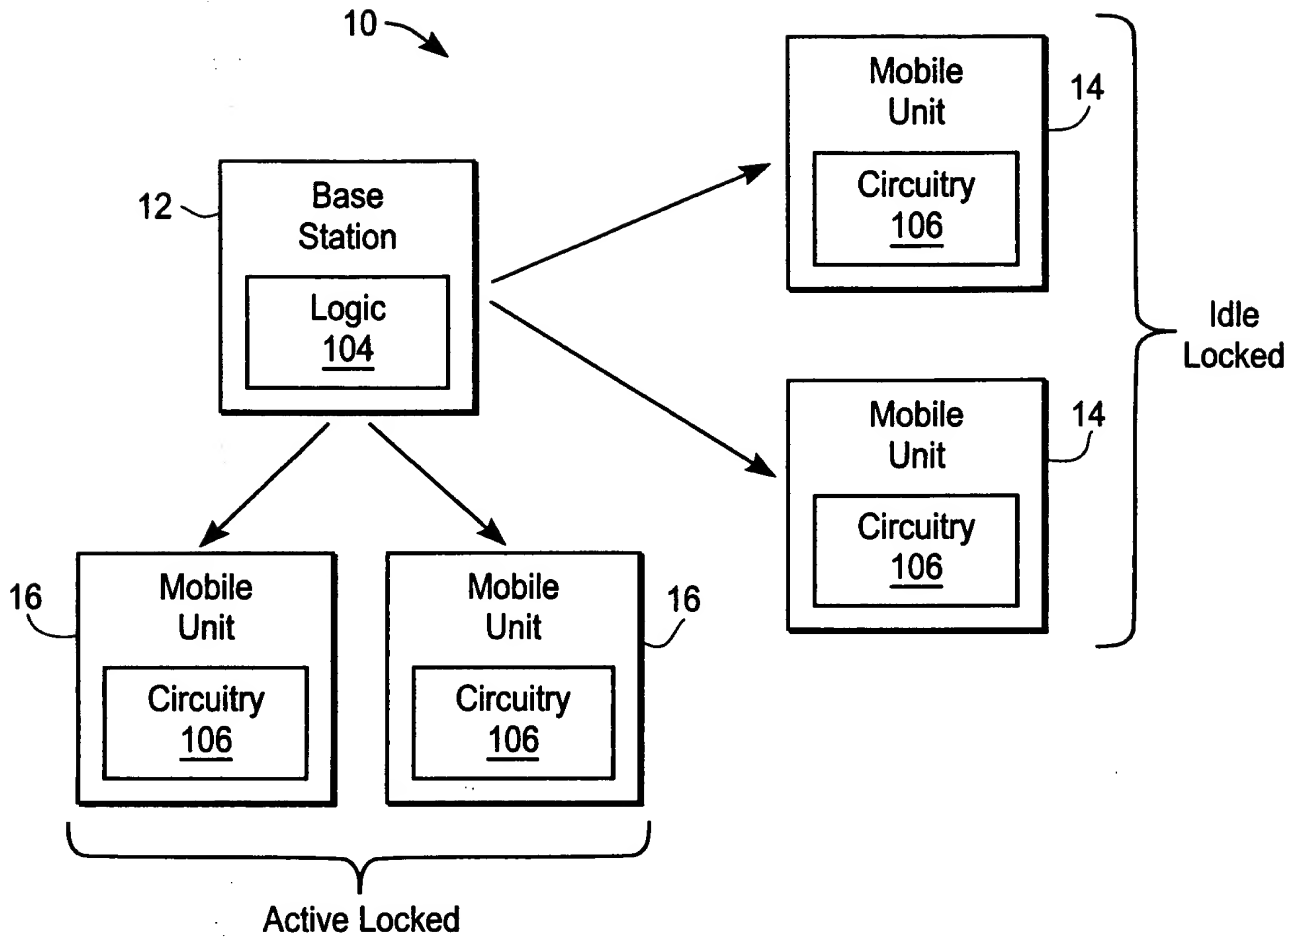 10
Mobile
Unit
14
Circuitry
106
12
Base
Station
Logic
104
Idle
Locked
Mobile
Unit
14
Circuitry
106
16
Mobile
Unit
Circuitry
106
Mobile
Unit
16
Circuitry
106
Active Locked